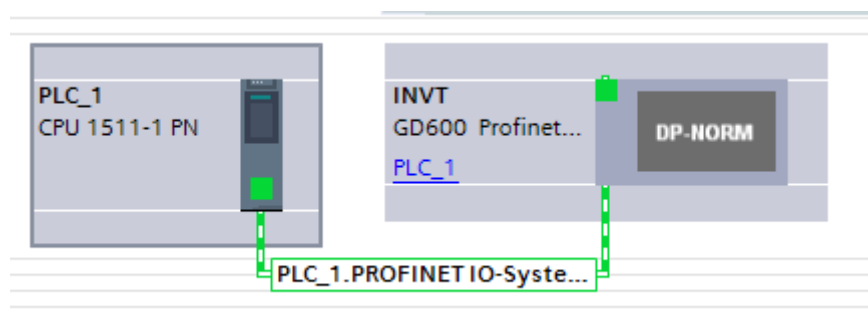 PLC_1
CPU 1511-1 PN
INVT
GD600 Profinet...
PLC_1
DP-NORM
PLC_1.PROFINET IO-Syste...